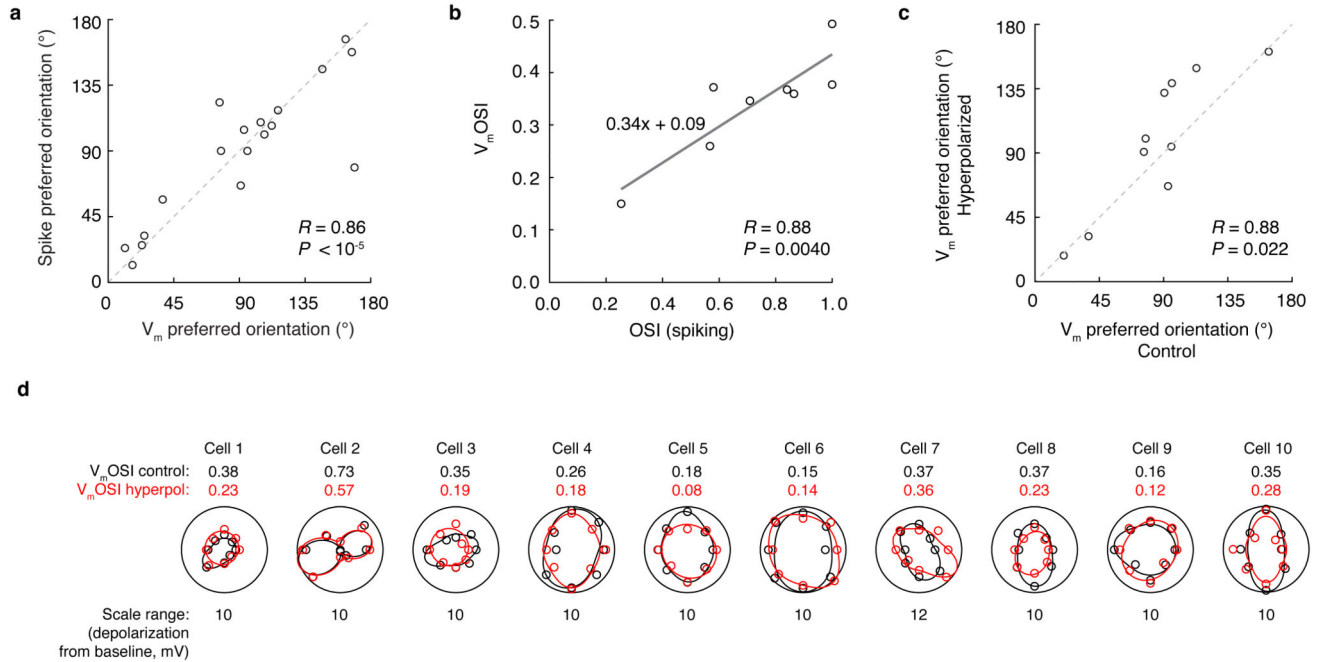 a
Spike preferred orientation (°)
180
135
90
45
0
0 45 90 135 180
V_m preferred orientation (°)
R = 0.86
P < 10^-5
b
V_m OSI
0.5
0.4
0.3
0.2
0.1
0.0
0.0 0.2 0.4 0.6 0.8 1.0
OSI (spiking)
0.34x + 0.09
R = 0.88
P = 0.0040
c
V_m preferred orientation (°)
Hyperpolarized
180
135
90
45
0
0 45 90 135 180
V_m preferred orientation (°)
Control
R = 0.88
P = 0.022
d
Cell 1 Cell 2 Cell 3 Cell 4 Cell 5 Cell 6 Cell 7 Cell 8 Cell 9 Cell 10
V_mOSI control: 0.38 0.73 0.35 0.26 0.18 0.15 0.37 0.37 0.16 0.35
V_mOSI hyperpol: 0.23 0.57 0.19 0.18 0.08 0.14 0.36 0.23 0.12 0.28
Scale range: 10 10 10 10 10 10 12 10 10 10
(depolarization
from baseline, mV)